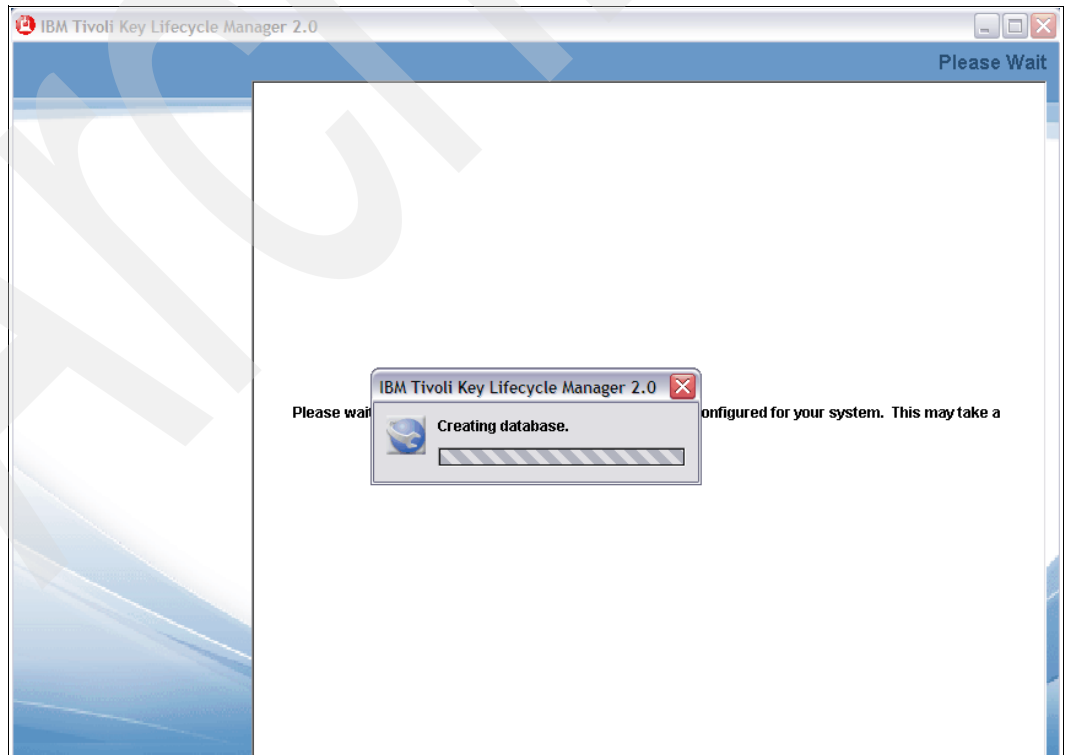 IBM Tivoli Key Lifecycle Manager 2.0
Please Wait
IBM Tivoli Key Lifecycle Manager 2.0
Creating database.
Please wait onfigured for your system. This may take a